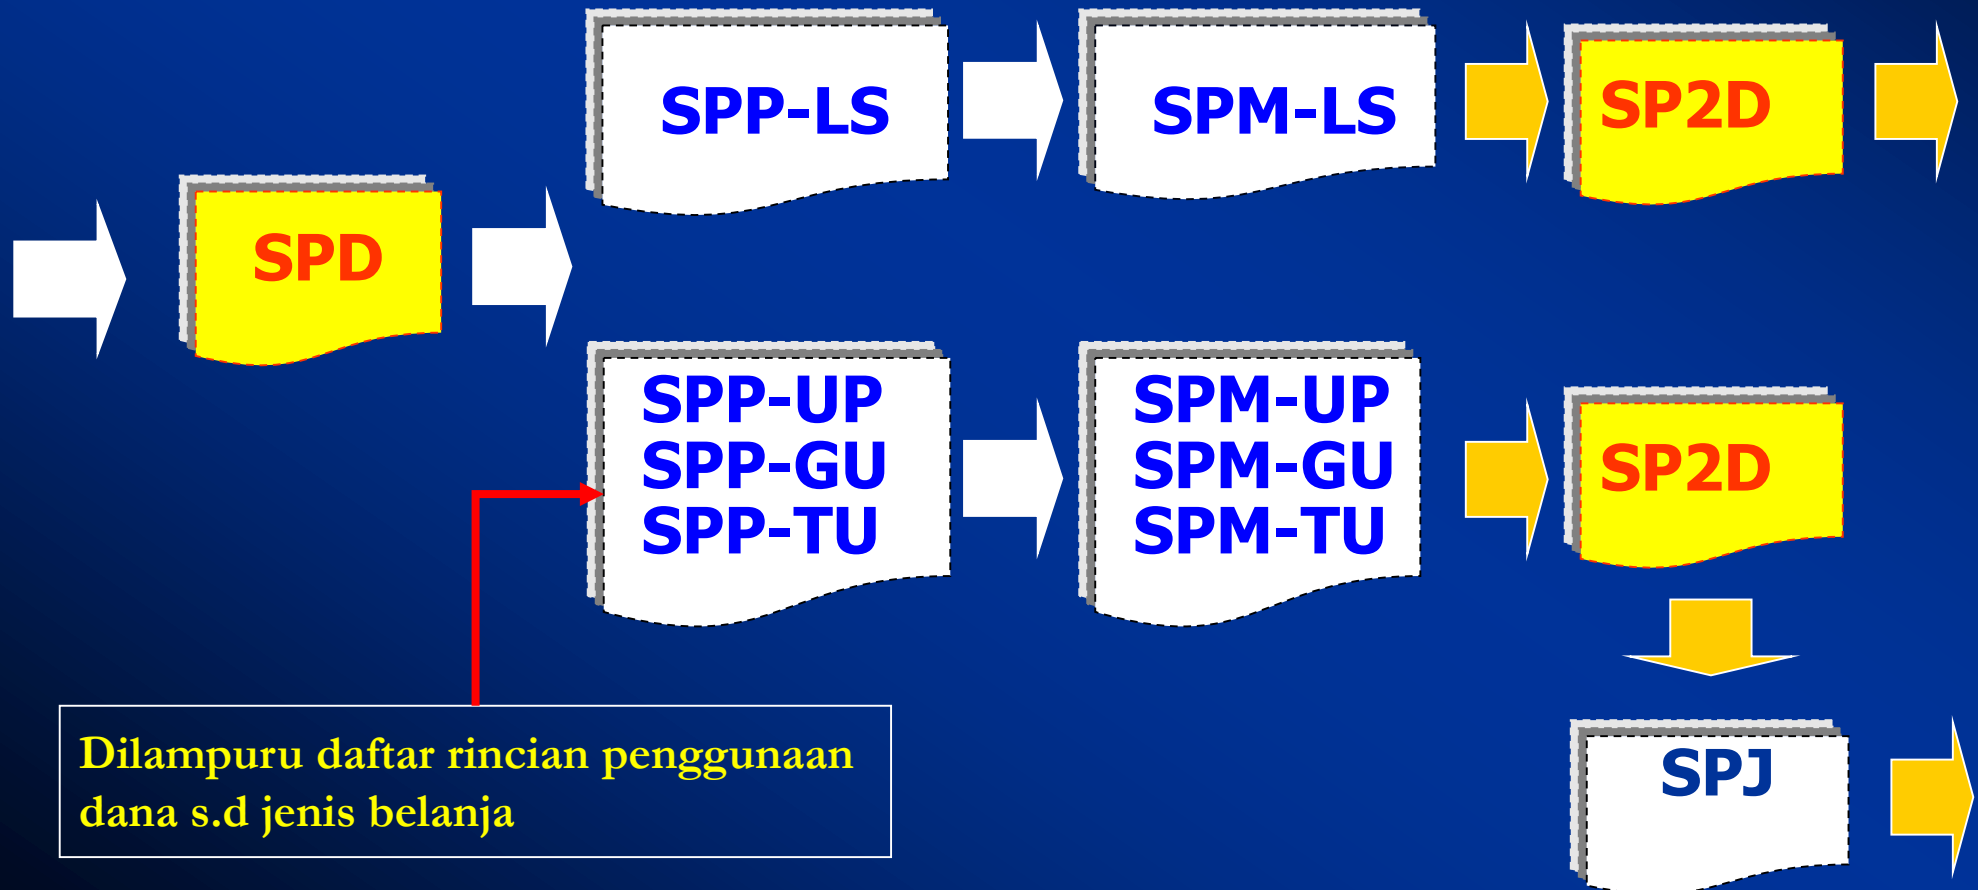 SPP-LS
SPM-LS
SP2D
SPD
SPP-UP
SPP-GU
SPP-TU
SPM-UP
SPM-GU
SPM-TU
SP2D
Dilampuru daftar rincian penggunaan
dana s.d jenis belanja
SPJ